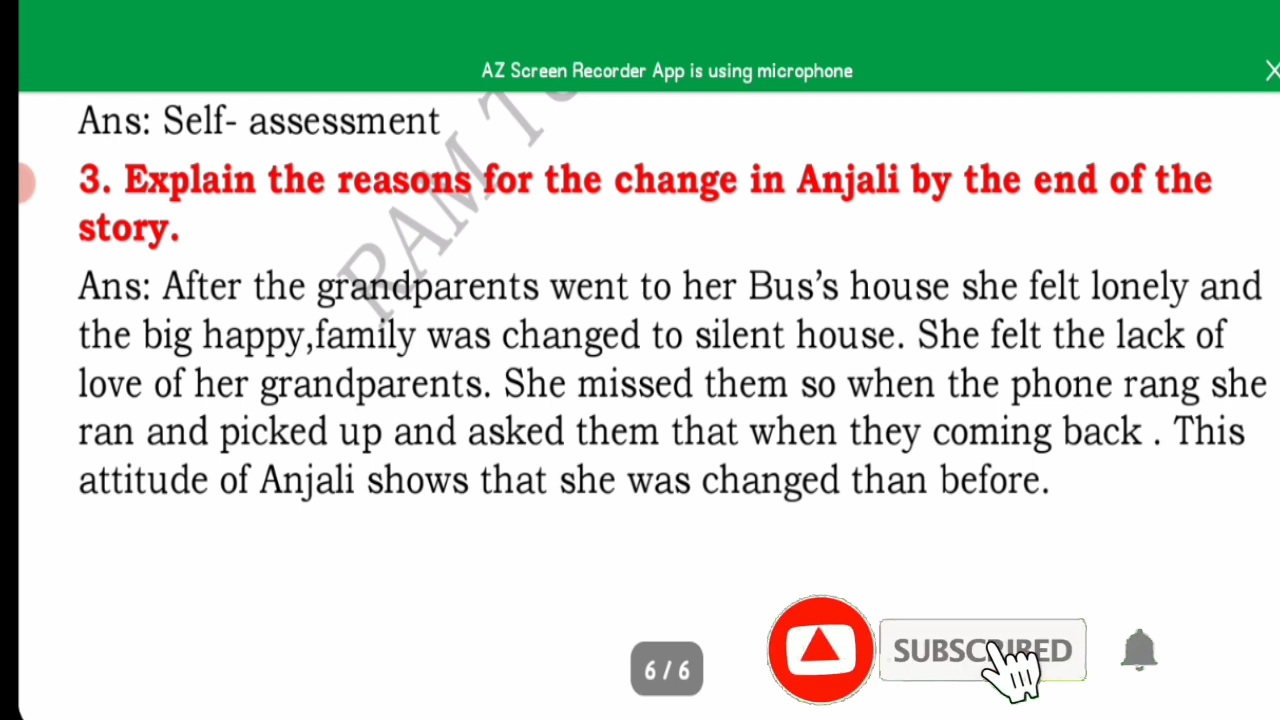 AZ Screen Recorder App is using microphone
Ans: Self- assessment
3. Explain the reasons for the change in Anjali by the end of the
story.
Ans: After the grandparents went to her Bus's house she felt lonely and
the big happy,family was changed to silent house. She felt the lack of
love of her grandparents. She missed them so when the phone rang she
ran and picked up and asked them that when they coming back . This
attitude of Anjali shows that she was changed than before.
RAM
6 / 6
SUBSCRIBED